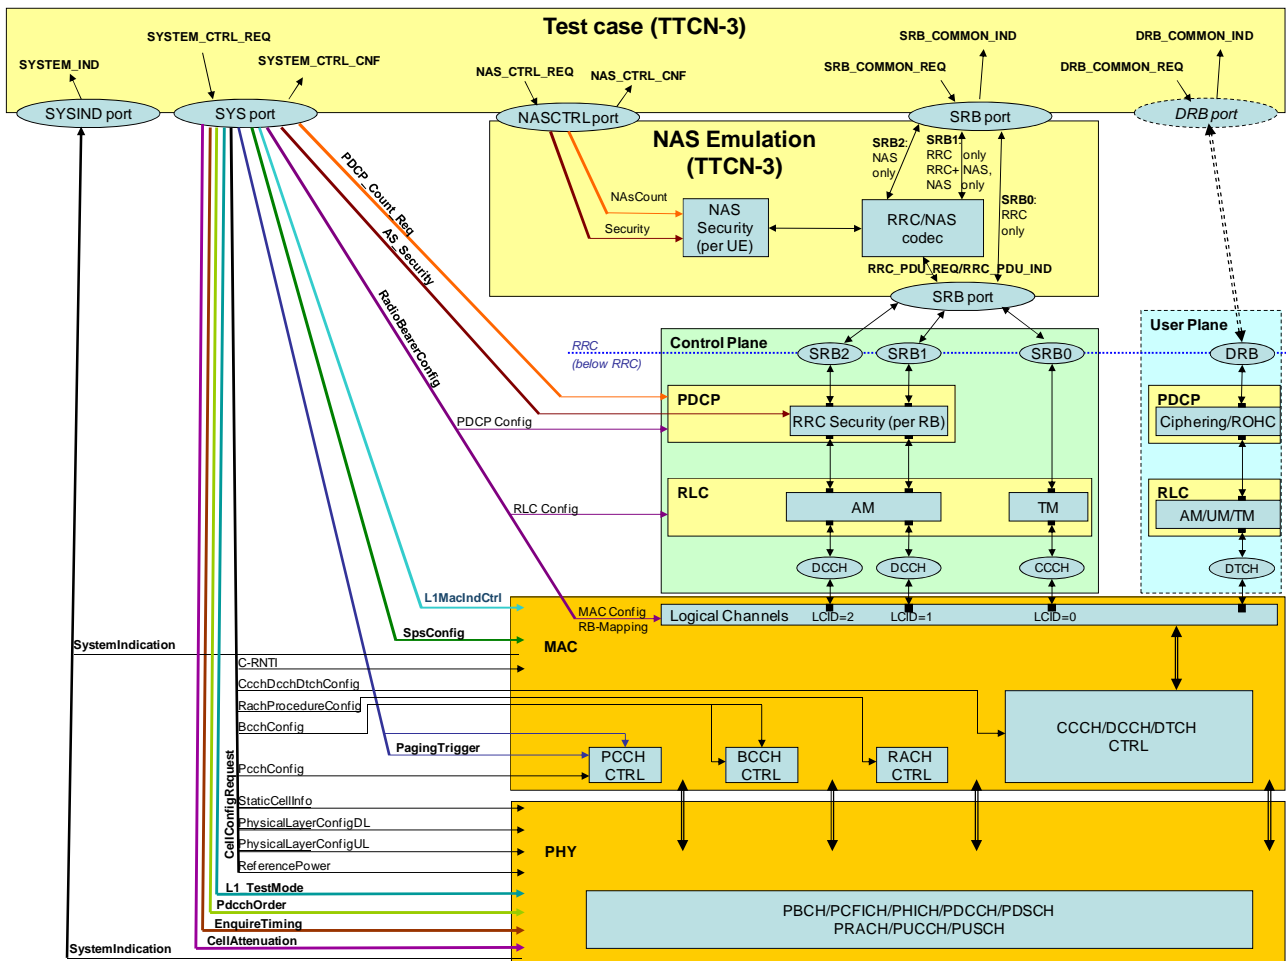 Test case (TTCN-3)
SYSTEM_CTRL_REQ
SYSTEM_IND
SYSTEM_CTRL_CNF
NAS_CTRL_REQ
NAS_CTRL_CNF
SRB_COMMON_IND
SRB_COMMON_REQ
DRB_COMMON_IND
DRB_COMMON_REQ
SYSIND port
SYS port
NASCTRL port
SRB port
DRB port
NAS Emulation
(TTCN-3)
SRB2:
NAS
only
SRB1:
RRC only
RRC+ NAS,
NAS only
SRB0:
RRC
only
PDCP_Count_Req
AS_Security
NAsCount
Security
NAS
Security
(per UE)
RRC/NAS
codec
RRC_PDU_REQ/RRC_PDU_IND
SRB port
RadioBearerConfig
RRC
(below RRC)
Control Plane
User Plane
SRB2
SRB1
SRB0
DRB
PDCP
RRC Security (per RB)
PDCP
Ciphering/ROHC
PDCP Config
RLC
AM
TM
RLC
AM/UM/TM
RLC Config
DCCH
DCCH
CCCH
DTCH
L1MacIndCtrl
MAC Config
RB-Mapping
Logical Channels
LCID=2
LCID=1
LCID=0
SpsConfig
MAC
SystemIndication
C-RNTI
CcchDcchDtchConfig
RachProcedureConfig
BcchConfig
PagingTrigger
PcchConfig
PCCH
CTRL
BCCH
CTRL
RACH
CTRL
CCCH/DCCH/DTCH
CTRL
CellConfigRequest
StaticCellInfo
PhysicalLayerConfigDL
PhysicalLayerConfigUL
ReferencePower
PHY
L1_TestMode
PdcchOrder
EnquireTiming
CellAttenuation
SystemIndication
PBCH/PCFICH/PHICH/PDCCH/PDSCH
PRACH/PUCCH/PUSCH